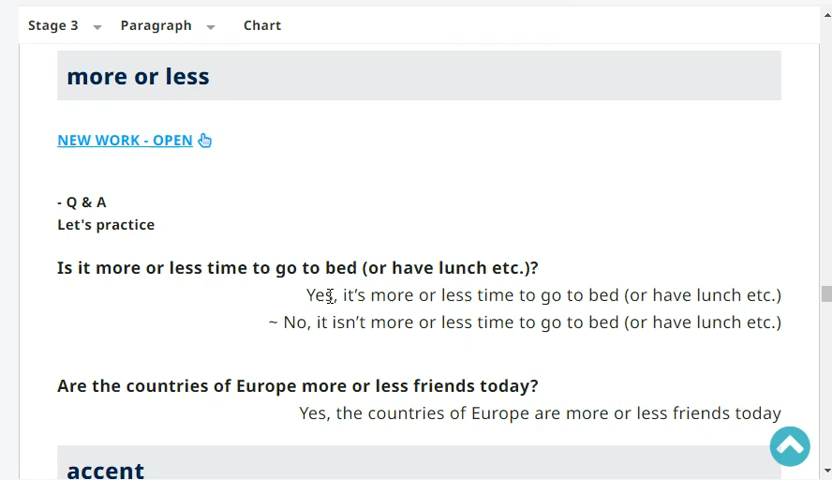 Stage 3 Paragraph Chart
more or less
NEW WORK - OPEN
- Q & A
Let's practice
Is it more or less time to go to bed (or have lunch etc.)?
Yes, it’s more or less time to go to bed (or have lunch etc.)
~ No, it isn’t more or less time to go to bed (or have lunch etc.)
Are the countries of Europe more or less friends today?
Yes, the countries of Europe are more or less friends today
accent